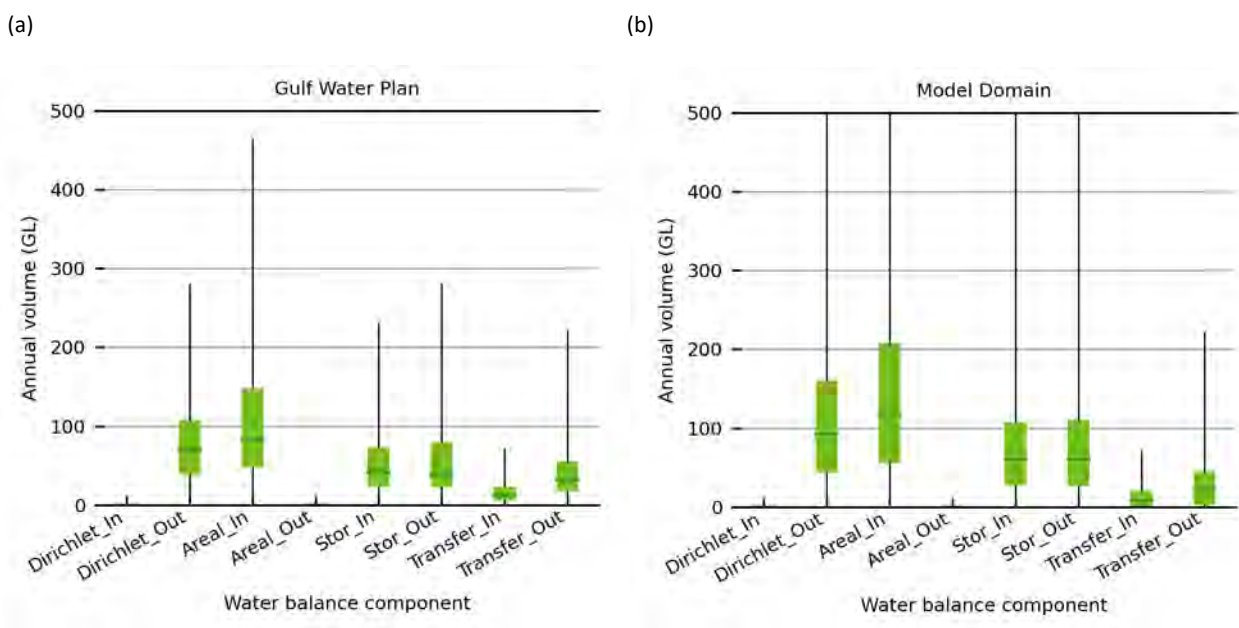 (a)
Gulf Water Plan
500
400
300
200
100
0
Annual volume (GL)
Dirichlet_In
Dirichlet_Out
Areal_In
Areal_Out
Stor_In
Stor_Out
Transfer_In
Transfer_Out
Water balance component
(b)
Model Domain
500
400
300
200
100
0
Annual volume (GL)
Dirichlet_In
Dirichlet_Out
Areal_In
Areal_Out
Stor_In
Stor_Out
Transfer_In
Transfer_Out
Water balance component